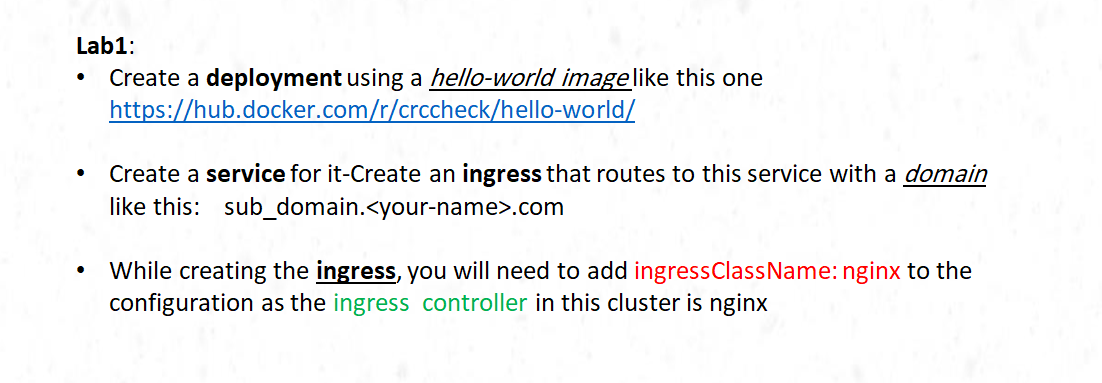 Lab1:
• Create a deployment using a hello-world image like this one
https://hub.docker.com/r/crccheck/hello-world/
• Create a service for it-Create an ingress that routes to this service with a domain
like this: sub_domain.<your-name>.com
• While creating the ingress, you will need to add ingressClassName: nginx to the
configuration as the ingress controller in this cluster is nginx